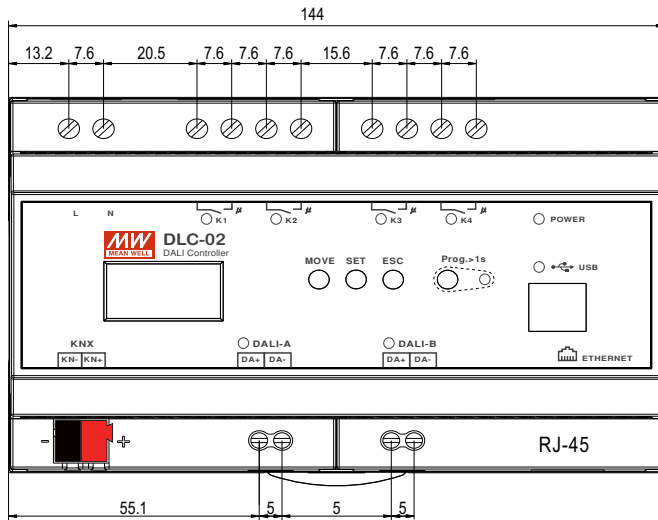 144
13.2 7.6 20.5 7.6 7.6 7.6 15.6 7.6 7.6 7.6
L N K1 μ K2 μ K3 μ K4 μ POWER
MW
MEAN WELL
DLC-02
DALI Controller
MOVE SET ESC Prog.>1s
USB
KNX DALI-A DALI-B
KN- KN+ DA+ DA- DA+ DA-
ETHERNET
- +
RJ-45
55.1 5 5 5